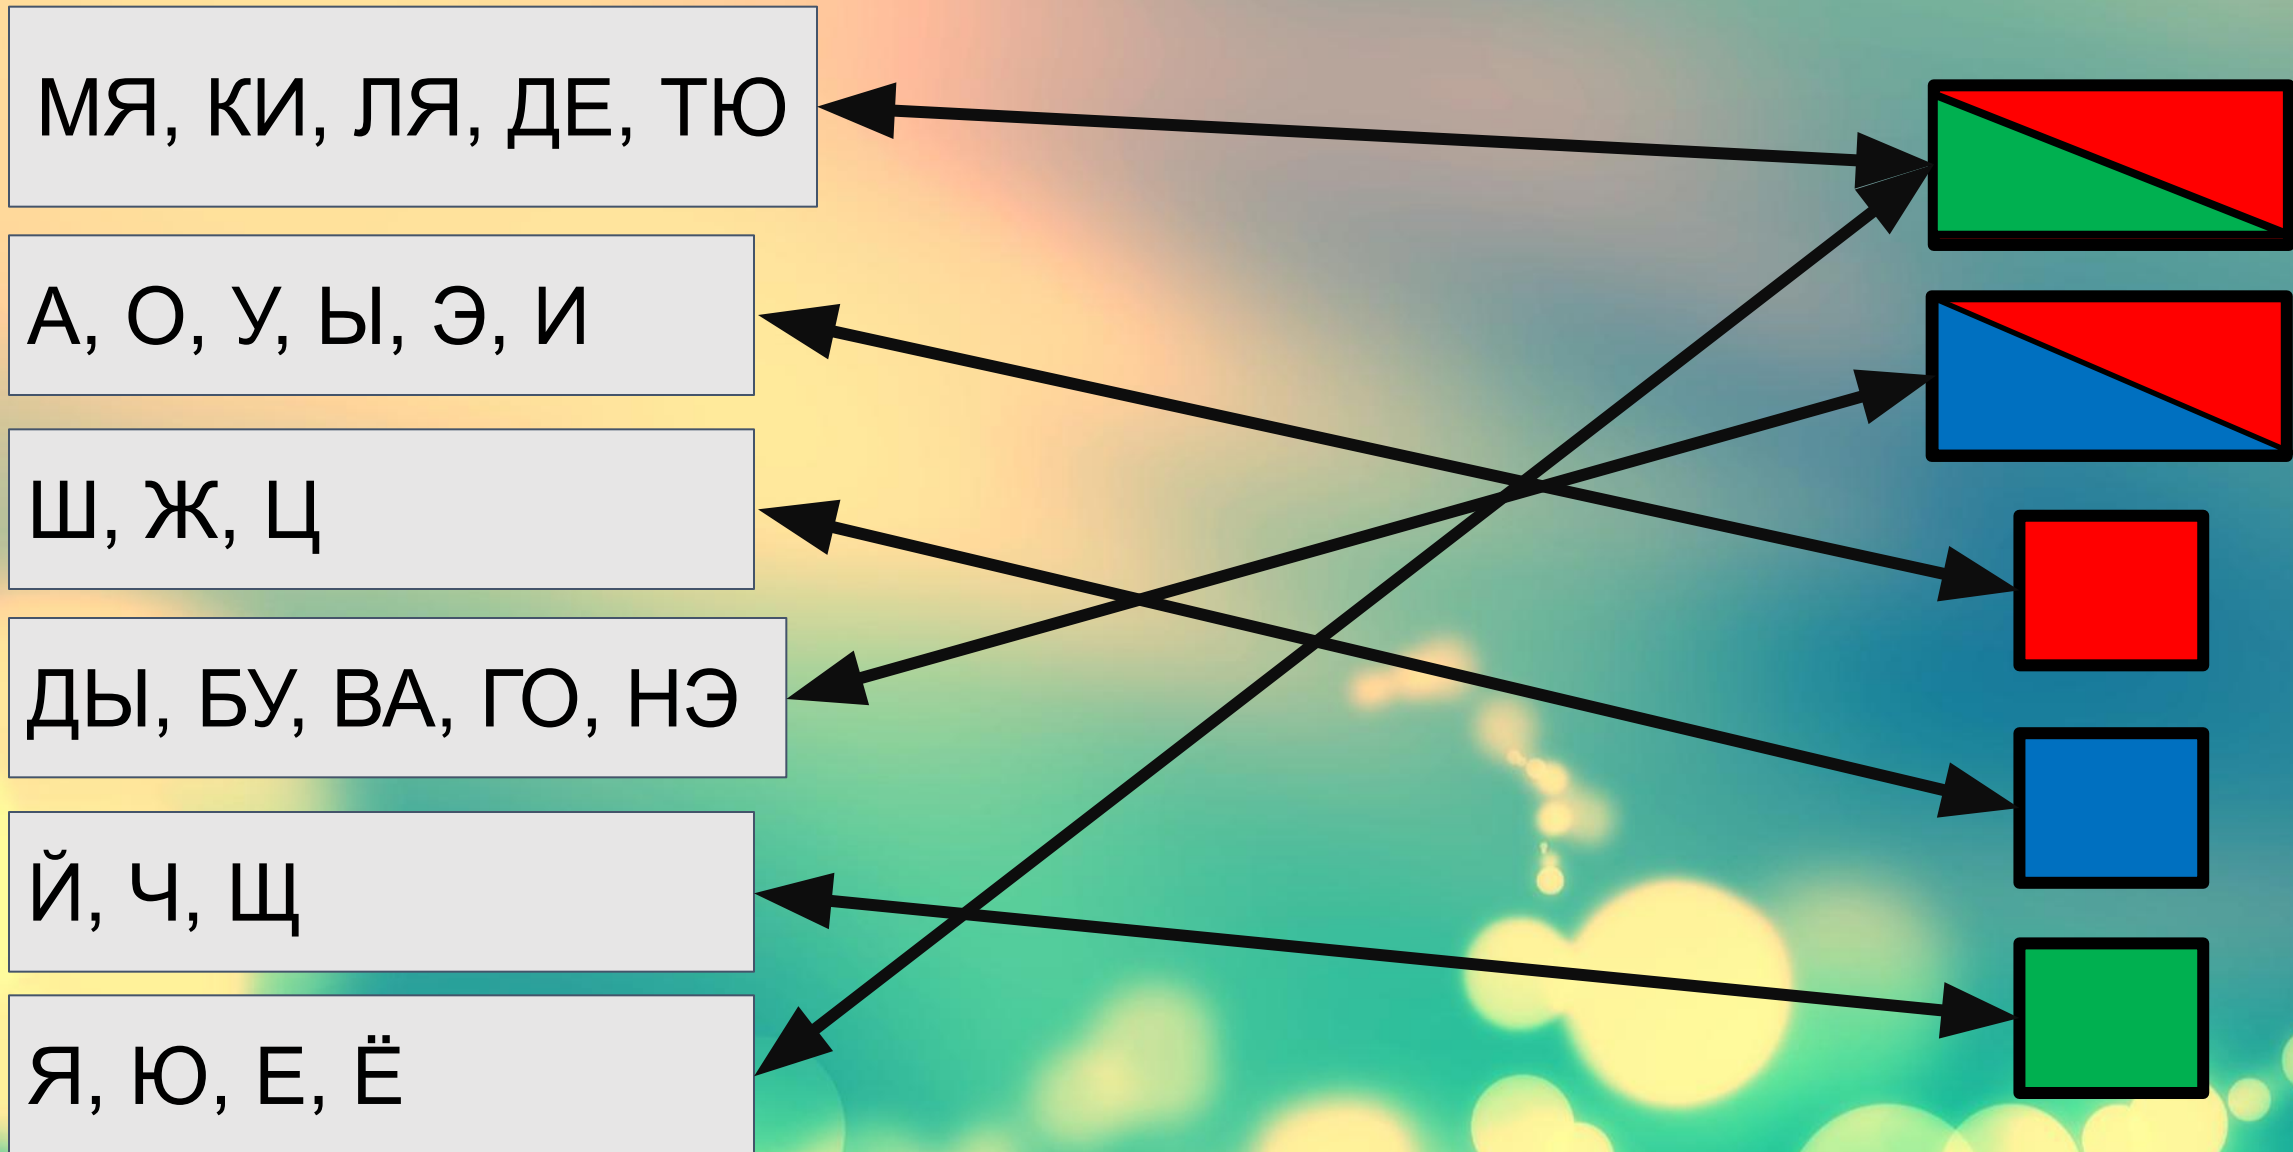 МЯ, КИ, ЛЯ, ДЕ, ТЮ
А, О, У, Ы, Э, И
Ш, Ж, Ц
ДЫ, БУ, ВА, ГО, НЭ
Й, Ч, Щ
Я, Ю, Е, Ё